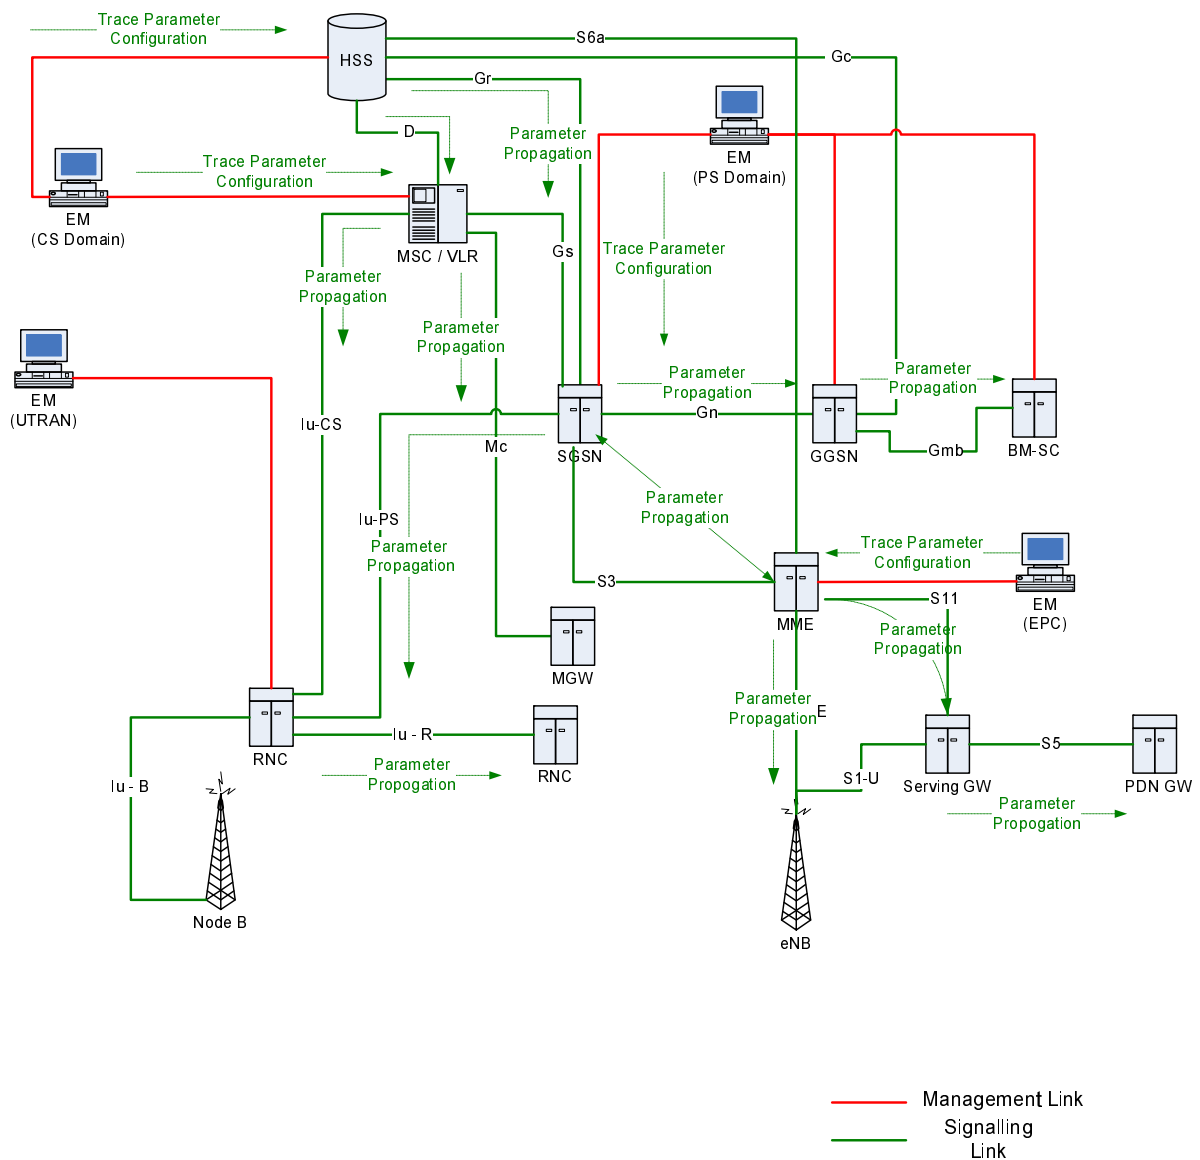 Trace Parameter
Configuration
HSS
S6a
Gc
Gr
D
Parameter
Propagation
EM
(PS Domain)
Trace Parameter
Configuration
EM
(CS Domain)
MSC / VLR
Gs
Trace Parameter
Configuration
Parameter
Propagation
Parameter
Propagation
EM
(UTRAN)
Parameter
Propagation
Parameter
Propagation
Iu-CS
Mc
SGSN
Gn
GGSN
Gmb
BM-SC
Iu-PS
Parameter
Propagation
Parameter
Propagation
Trace Parameter
Configuration
S3
MME
S11
EM
(EPC)
Parameter
Propagation
MGW
Parameter
Propagation
E
RNC
Iu - R
RNC
Parameter
Propogation
Iu - B
S1-U
Serving GW
S5
PDN GW
Parameter
Propogation
Node B
eNB
Management Link
Signalling
Link